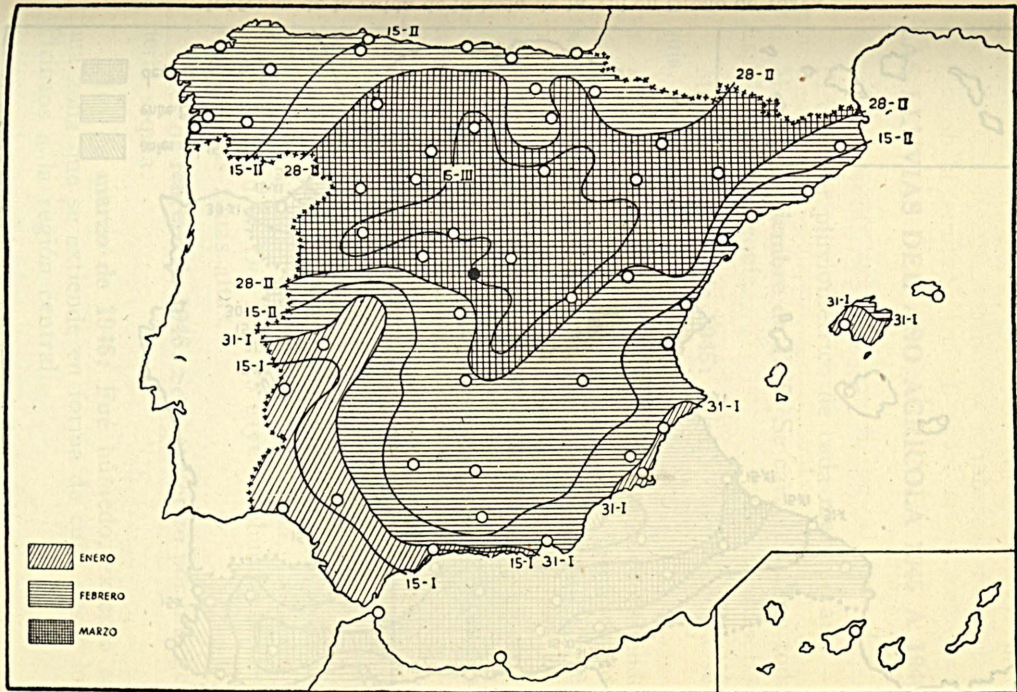 15-II
28-II
28-II
15-II
15-II
28-II
15-III
28-II
15-II
31-I
31-I
31-I
15-I
31-I
31-I
15-I
31-I
15-I
ENERO
FEBRERO
MARZO